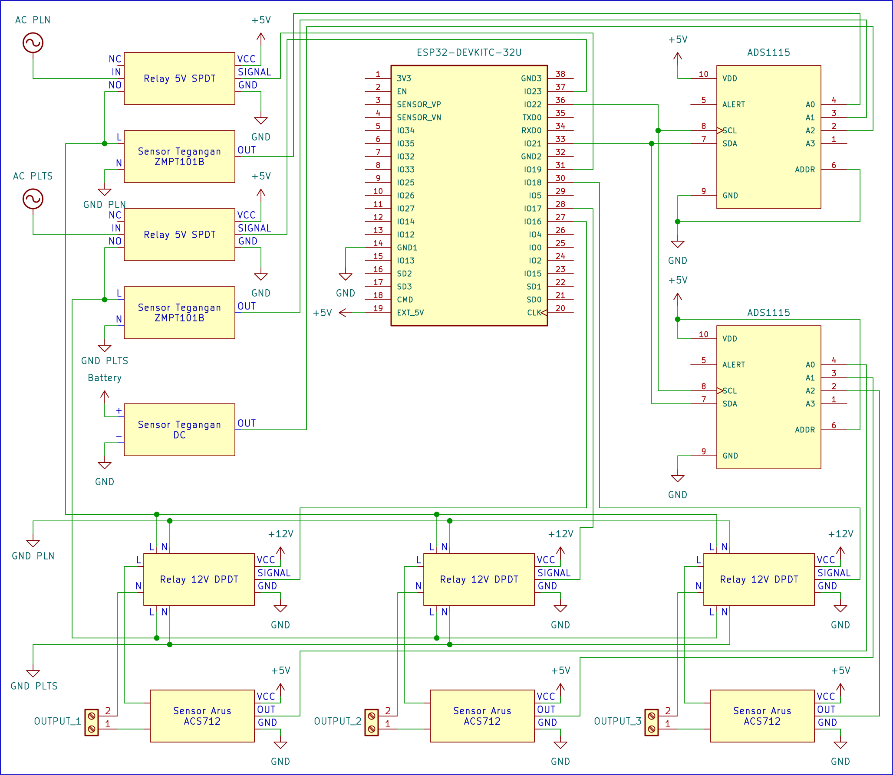 AC PLN
+5V
NC
IN
NO
Relay 5V SPDT
VCC
SIGNAL
GND
GND
L
N
Sensor Tegangan
ZMPT101B
OUT
GND PLN
AC PLTS
+5V
NC
IN
NO
Relay 5V SPDT
VCC
SIGNAL
GND
GND
L
N
Sensor Tegangan
ZMPT101B
OUT
GND PLTS
Battery
+
−
Sensor Tegangan
DC
OUT
GND
ESP32-DEVKITC-32U
1 3V3 GND3 38
2 EN IO23 37
3 SENSOR_VP IO22 36
4 SENSOR_VN TXD0 35
5 IO34 RXD0 34
6 IO35 IO21 33
7 IO32 GND2 32
8 IO33 IO19 31
9 IO25 IO18 30
10 IO26 IO5 29
11 IO27 IO17 28
12 IO14 IO16 27
13 IO12 IO4 26
14 GND1 IO0 25
15 IO13 IO2 24
16 SD2 IO15 23
17 SD3 SD1 22
18 CMD SD0 21
19 EXT_5V CLK 20
GND
+5V
+5V
ADS1115
10 VDD
5 ALERT A0 4
A1 3
8 SCL A2 2
7 SDA A3 1
ADDR 6
9 GND
GND
+5V
ADS1115
10 VDD
5 ALERT A0 4
A1 3
8 SCL A2 2
7 SDA A3 1
ADDR 6
9 GND
GND
GND PLN
L N
L
N
Relay 12V DPDT
+12V
VCC
SIGNAL
GND
GND
L N
L N
L
N
Relay 12V DPDT
+12V
VCC
SIGNAL
GND
GND
L N
L N
L
N
Relay 12V DPDT
+12V
VCC
SIGNAL
GND
GND
L N
GND PLTS
OUTPUT_1
2
1
Sensor Arus
ACS712
+5V
VCC
OUT
GND
GND
OUTPUT_2
2
1
Sensor Arus
ACS712
+5V
VCC
OUT
GND
GND
OUTPUT_3
2
1
Sensor Arus
ACS712
+5V
VCC
OUT
GND
GND